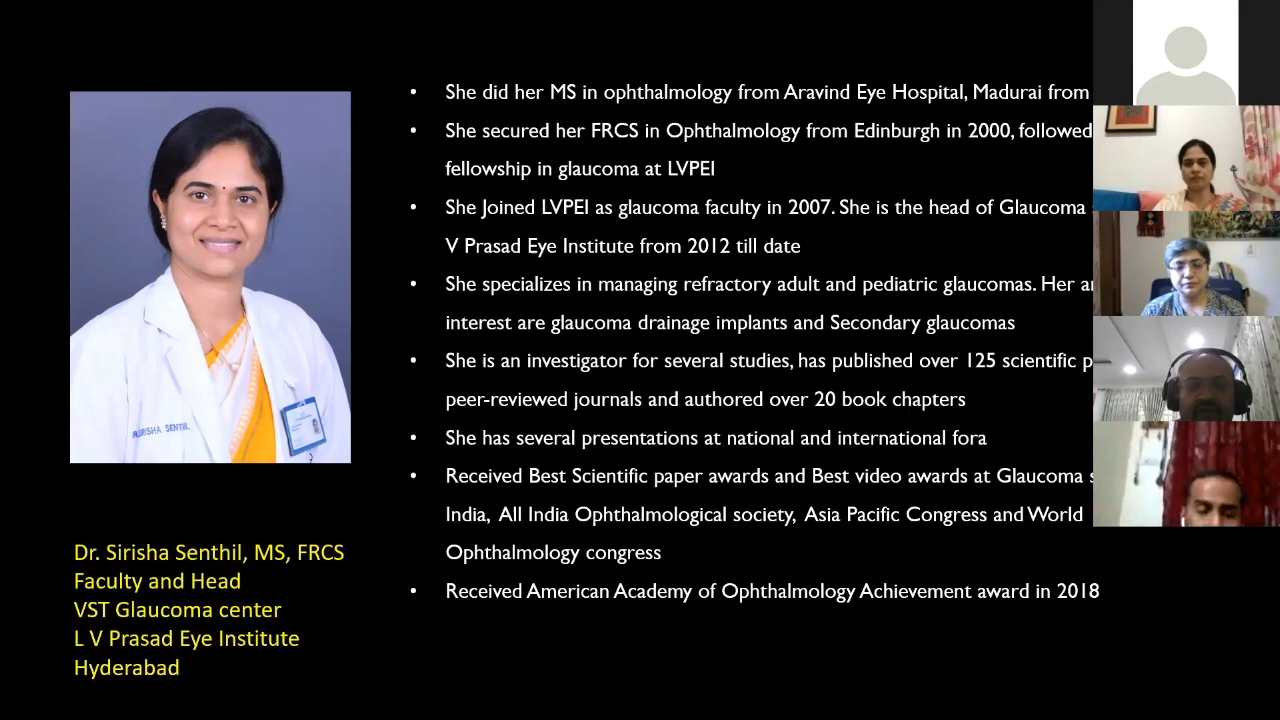 She did her MS in ophthalmology from Aravind Eye Hospital, Madurai from
She secured her FRCS in Ophthalmology from Edinburgh in 2000, followed
fellowship in glaucoma at LVPEI
She Joined LVPEI as glaucoma faculty in 2007. She is the head of Glaucoma
V Prasad Eye Institute from 2012 till date
She specializes in managing refractory adult and pediatric glaucomas. Her
interest are glaucoma drainage implants and Secondary glaucomas
She is an investigator for several studies, has published over 125 scientific
peer-reviewed journals and authored over 20 book chapters
She has several presentations at national and international fora
Received Best Scientific paper awards and Best video awards at Glaucoma
India, All India Ophthalmological society, Asia Pacific Congress and World
Ophthalmology congress
Received American Academy of Ophthalmology Achievement award in 2018
DR.SIRISHA SENTHIL
Dr. Sirisha Senthil, MS, FRCS
Faculty and Head
VST Glaucoma center
L V Prasad Eye Institute
Hyderabad